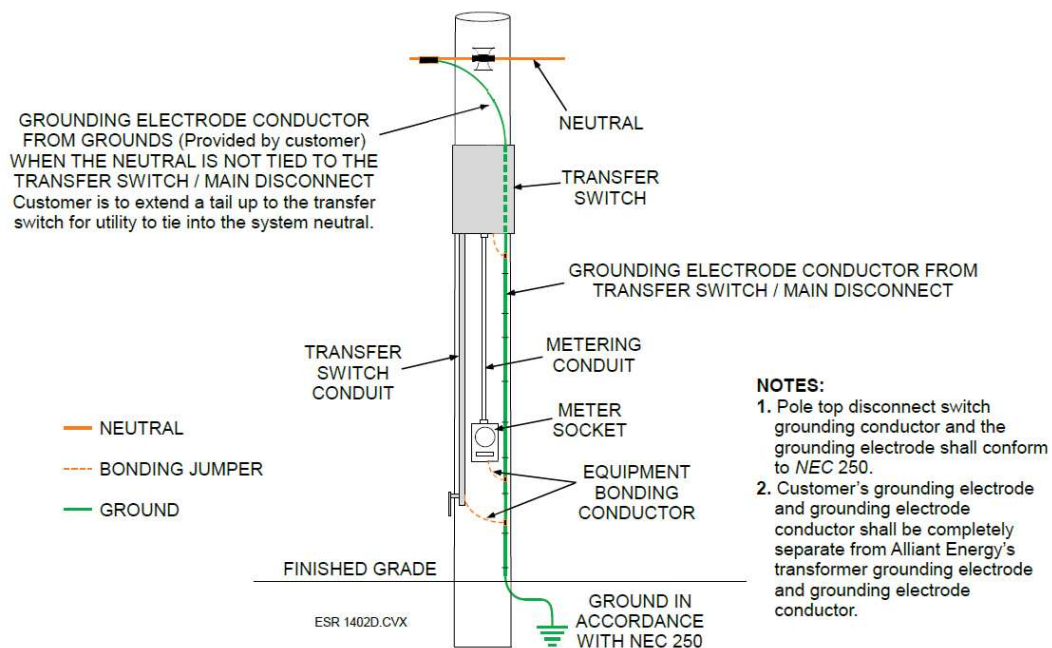 GROUNDING ELECTRODE CONDUCTOR
FROM GROUNDS (Provided by customer)
WHEN THE NEUTRAL IS NOT TIED TO THE
TRANSFER SWITCH / MAIN DISCONNECT
Customer is to extend a tail up to the transfer
switch for utility to tie into the system neutral.
NEUTRAL
TRANSFER
SWITCH
GROUNDING ELECTRODE CONDUCTOR FROM
TRANSFER SWITCH / MAIN DISCONNECT
TRANSFER
SWITCH
CONDUIT
METERING
CONDUIT
METER
SOCKET
EQUIPMENT
BONDING
CONDUCTOR
NEUTRAL
BONDING JUMPER
GROUND
NOTES:
1. Pole top disconnect switch
grounding conductor and the
grounding electrode shall conform
to NEC 250.
2. Customer's grounding electrode
and grounding electrode
conductor shall be completely
separate from Alliant Energy's
transformer grounding electrode
and grounding electrode
conductor.
FINISHED GRADE
ESR 1402D.CVX
GROUND IN
ACCORDANCE
WITH NEC 250